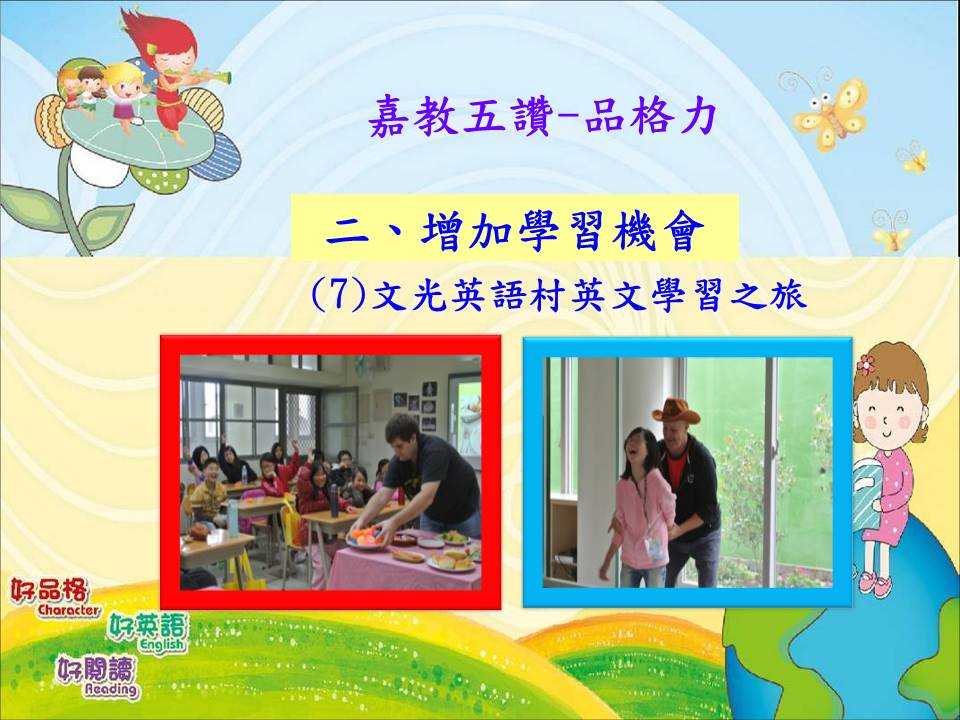 嘉教五讚-品格力
二、增加學習機會
(7)文光英語村英文學習之旅
好品格
Character
好英語
English
好閱讀
Reading